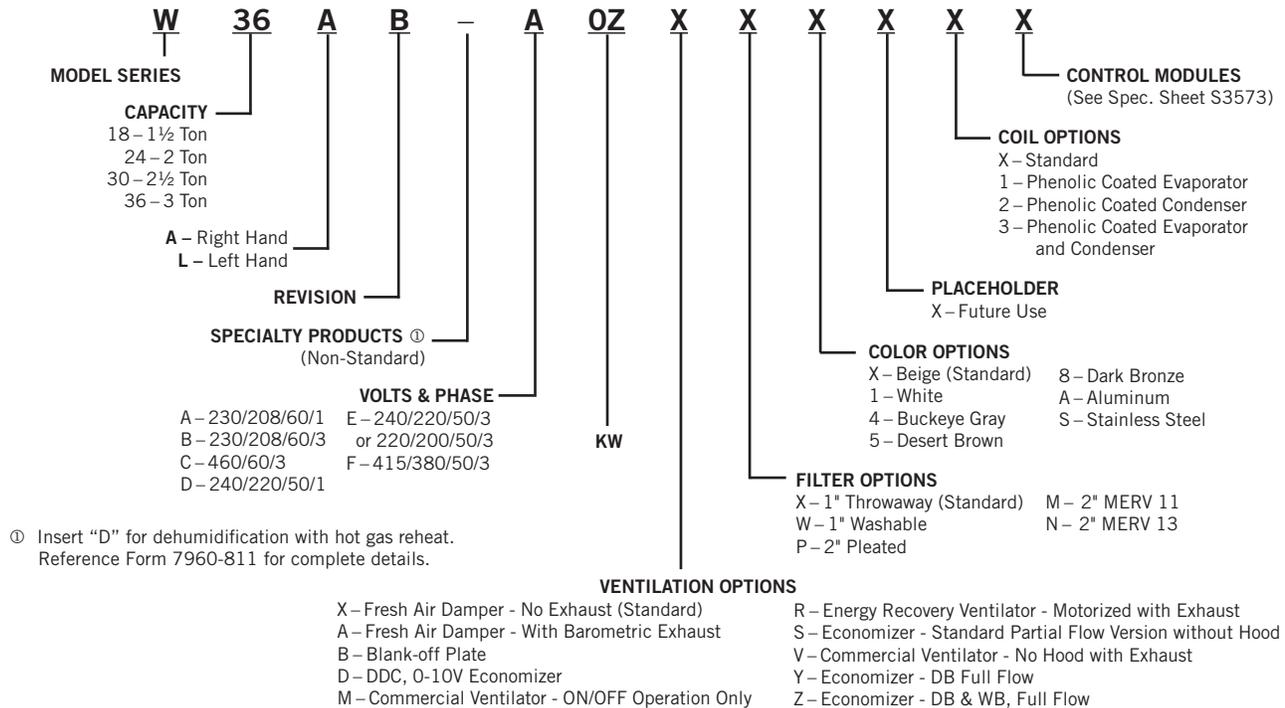 W 36 A B – A 0Z X X X X X X
MODEL SERIES
CAPACITY
18 – 1½ Ton
24 – 2 Ton
30 – 2½ Ton
36 – 3 Ton
A – Right Hand
L – Left Hand
REVISION
SPECIALTY PRODUCTS ①
(Non-Standard)
VOLTS & PHASE
A – 230/208/60/1
B – 230/208/60/3
C – 460/60/3
D – 240/220/50/1
E – 240/220/50/3
or 220/200/50/3
F – 415/380/50/3
KW
CONTROL MODULES
(See Spec. Sheet S3573)
COIL OPTIONS
X – Standard
1 – Phenolic Coated Evaporator
2 – Phenolic Coated Condenser
3 – Phenolic Coated Evaporator
and Condenser
PLACEHOLDER
X – Future Use
COLOR OPTIONS
X – Beige (Standard)
1 – White
4 – Buckeye Gray
5 – Desert Brown
8 – Dark Bronze
A – Aluminum
S – Stainless Steel
FILTER OPTIONS
X – 1" Throwaway (Standard)
W – 1" Washable
P – 2" Pleated
M – 2" MERV 11
N – 2" MERV 13
① Insert “D” for dehumidification with hot gas reheat.
Reference Form 7960-811 for complete details.
VENTILATION OPTIONS
X – Fresh Air Damper - No Exhaust (Standard)
A – Fresh Air Damper - With Barometric Exhaust
B – Blank-off Plate
D – DDC, 0-10V Economizer
M – Commercial Ventilator - ON/OFF Operation Only
R – Energy Recovery Ventilator - Motorized with Exhaust
S – Economizer - Standard Partial Flow Version without Hood
V – Commercial Ventilator - No Hood with Exhaust
Y – Economizer - DB Full Flow
Z – Economizer - DB & WB, Full Flow